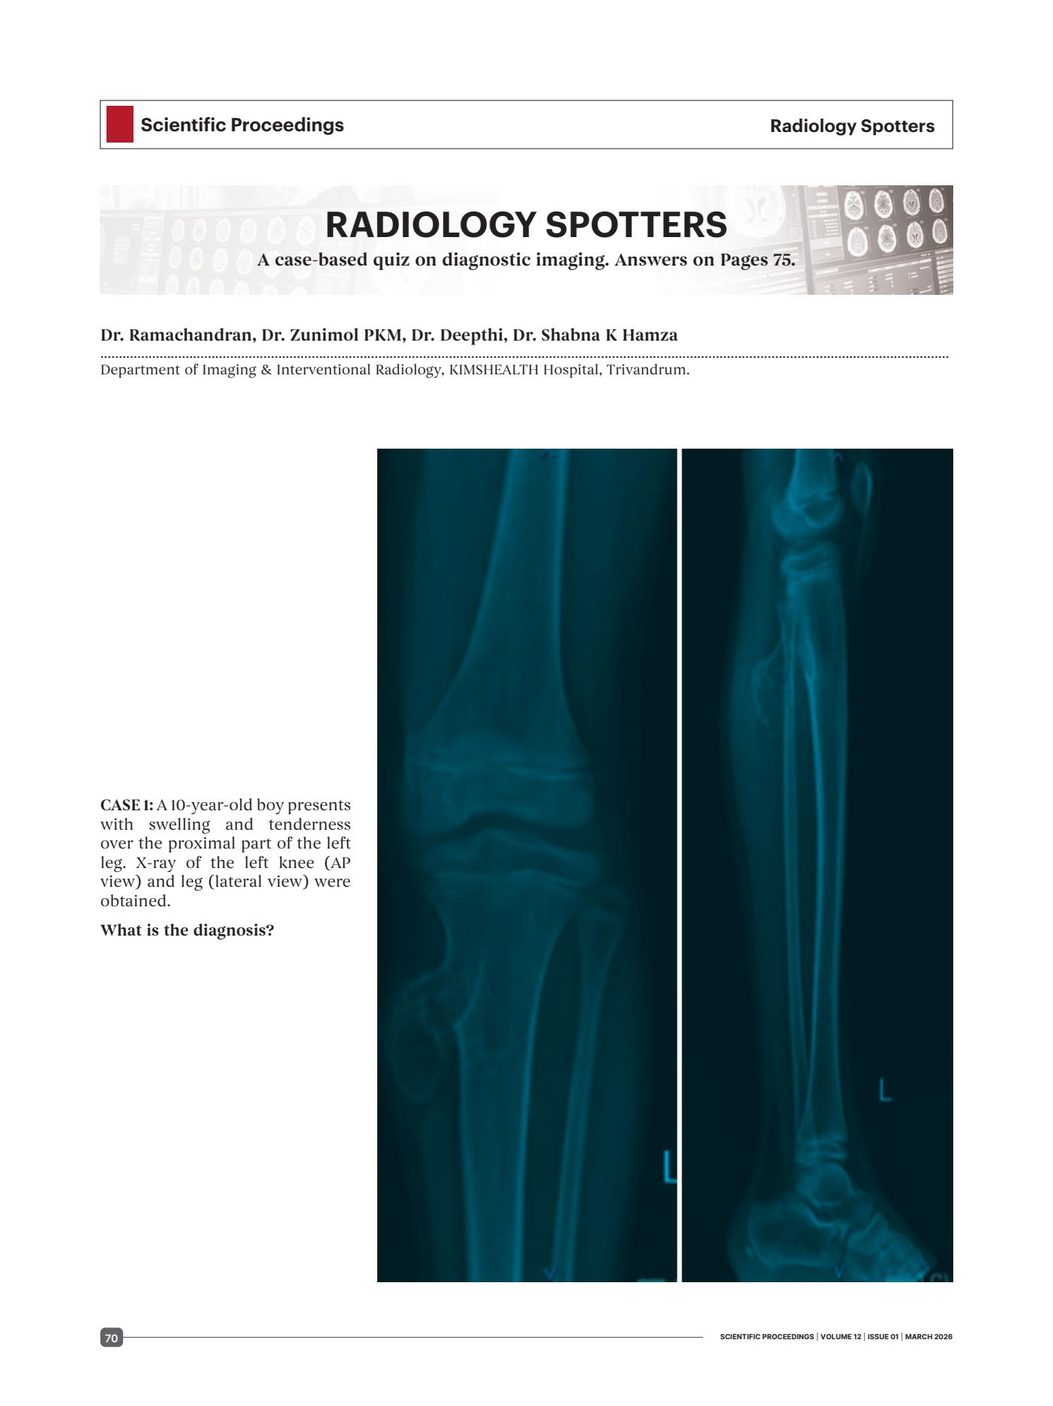 Scientific Proceedings
Radiology Spotters
RADIOLOGY SPOTTERS
A case-based quiz on diagnostic imaging. Answers on Pages 75.
Dr. Ramachandran, Dr. Zunimol PKM, Dr. Deepthi, Dr. Shabna K Hamza
Department of Imaging & Interventional Radiology, KIMSHEALTH Hospital, Trivandrum.
CASE 1: A 10-year-old boy presents
with swelling and tenderness
over the proximal part of the left
leg. X-ray of the left knee (AP
view) and leg (lateral view) were
obtained.
What is the diagnosis?
L
L
70
SCIENTIFIC PROCEEDINGS | VOLUME 12 | ISSUE 01 | MARCH 2026